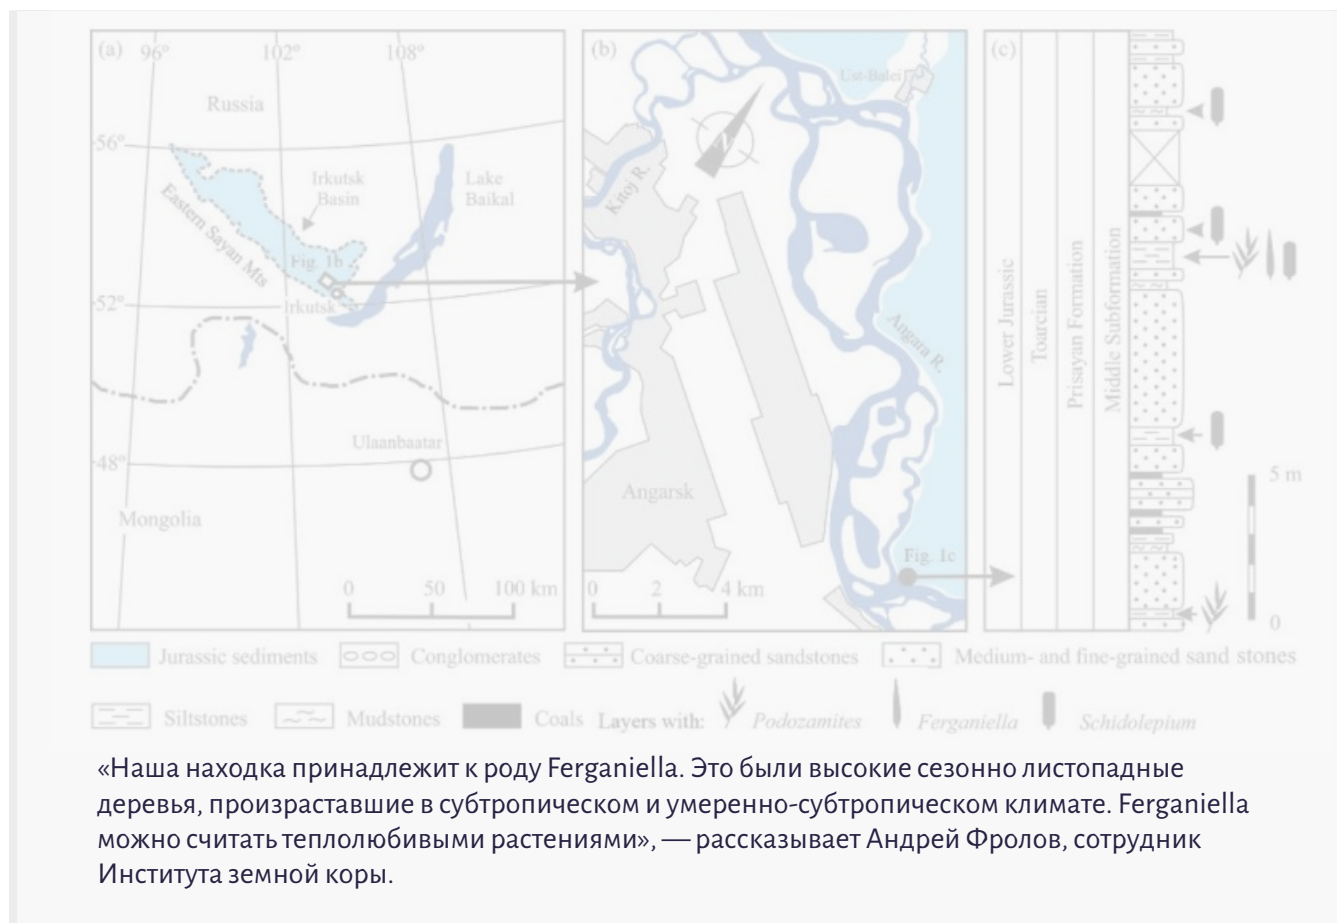 (a) 96° 102° 108°
Russia
56°
Irkutsk
Basin
Lake
Baikal
Eastern Sayan Mts
Fig. 1b
52°
Irkutsk
Ulaanbaatar
48°
Mongolia
0 50 100 km
(b)
Ust-Balei
N
Kitoj R.
Angara R.
Angarsk
Fig. 1c
0 2 4 km
(c)
Lower Jurassic
Toarcian
Prisayan Formation
Middle Subformation
5 m
0
Jurassic sediments Conglomerates Coarse-grained sandstones Medium- and fine-grained sand stones
Siltstones Mudstones Coals Layers with: Podozamites Ferganiella Schidolepium
«Наша находка принадлежит к роду Ferganiella. Это были высокие сезонно листопадные
деревья, произраставшие в субтропическом и умеренно-субтропическом климате. Ferganiella
можно считать теплолюбивыми растениями», — рассказывает Андрей Фролов, сотрудник
Института земной коры.